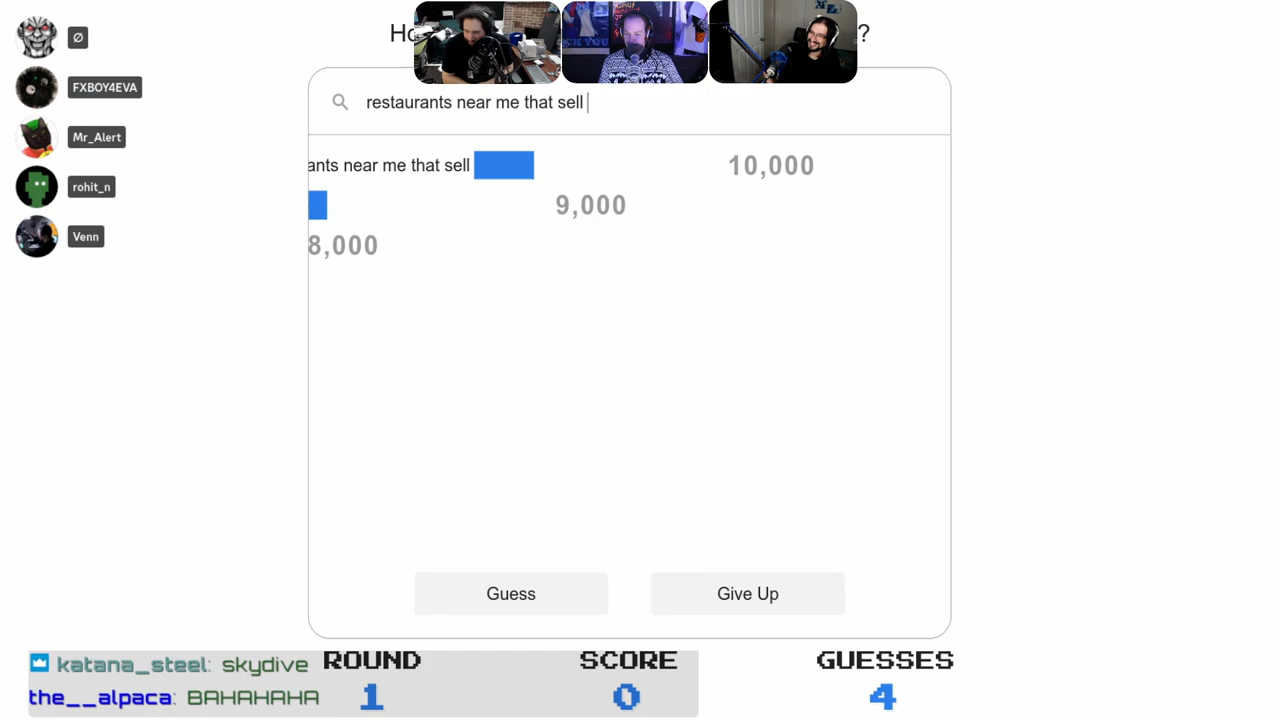 Ho
?
Ø
FXBOY4EVA
Mr_Alert
rohit_n
Venn
restaurants near me that sell
ants near me that sell
10,000
9,000
8,000
Guess
Give Up
katana_steel: skydive
the__alpaca: BAHAHAHA
ROUND
1
SCORE
0
GUESSES
4